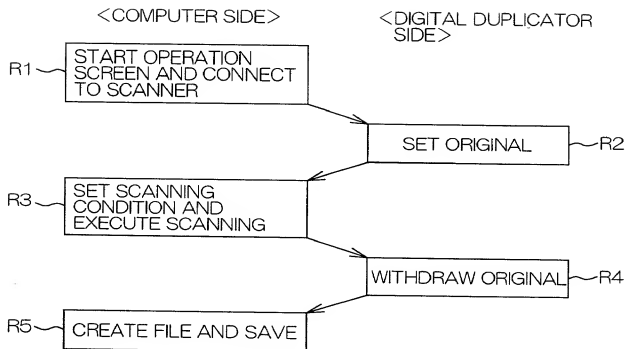 <COMPUTER SIDE>
<DIGITAL DUPLICATOR
SIDE>
R1
START OPERATION
SCREEN AND CONNECT
TO SCANNER
SET ORIGINAL
R2
R3
SET SCANNING
CONDITION AND
EXECUTE SCANNING
WITHDRAW ORIGINAL
R4
R5
CREATE FILE AND SAVE